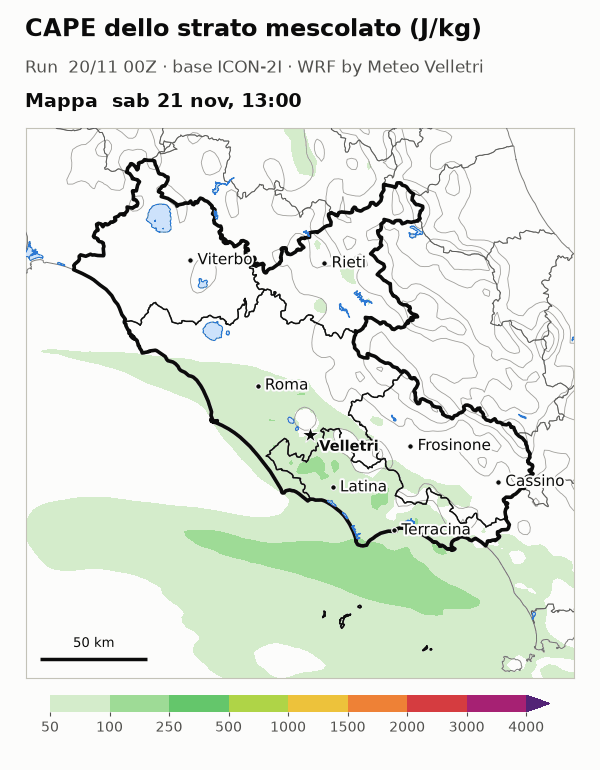 CAPE dello strato mescolato (J/kg)
Run  20/11 00Z · base ICON-2I · WRF by Meteo Velletri
Mappa  sab 21 nov, 13:00
Viterbo
Rieti
Roma
Velletri
Frosinone
Latina
Cassino
Terracina
50 km
50 100 250 500 1000 1500 2000 3000 4000